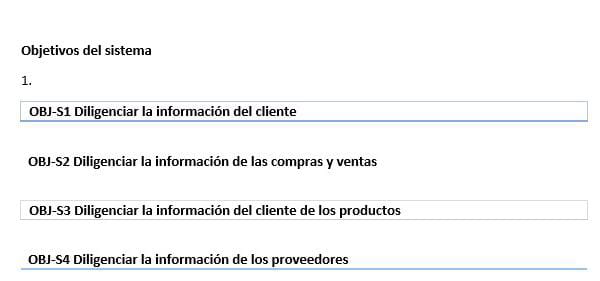 Objetivos del sistema
1.
OBJ-S1 Diligenciar la información del cliente
OBJ-S2 Diligenciar la información de las compras y ventas
OBJ-S3 Diligenciar la información del cliente de los productos
OBJ-S4 Diligenciar la información de los proveedores